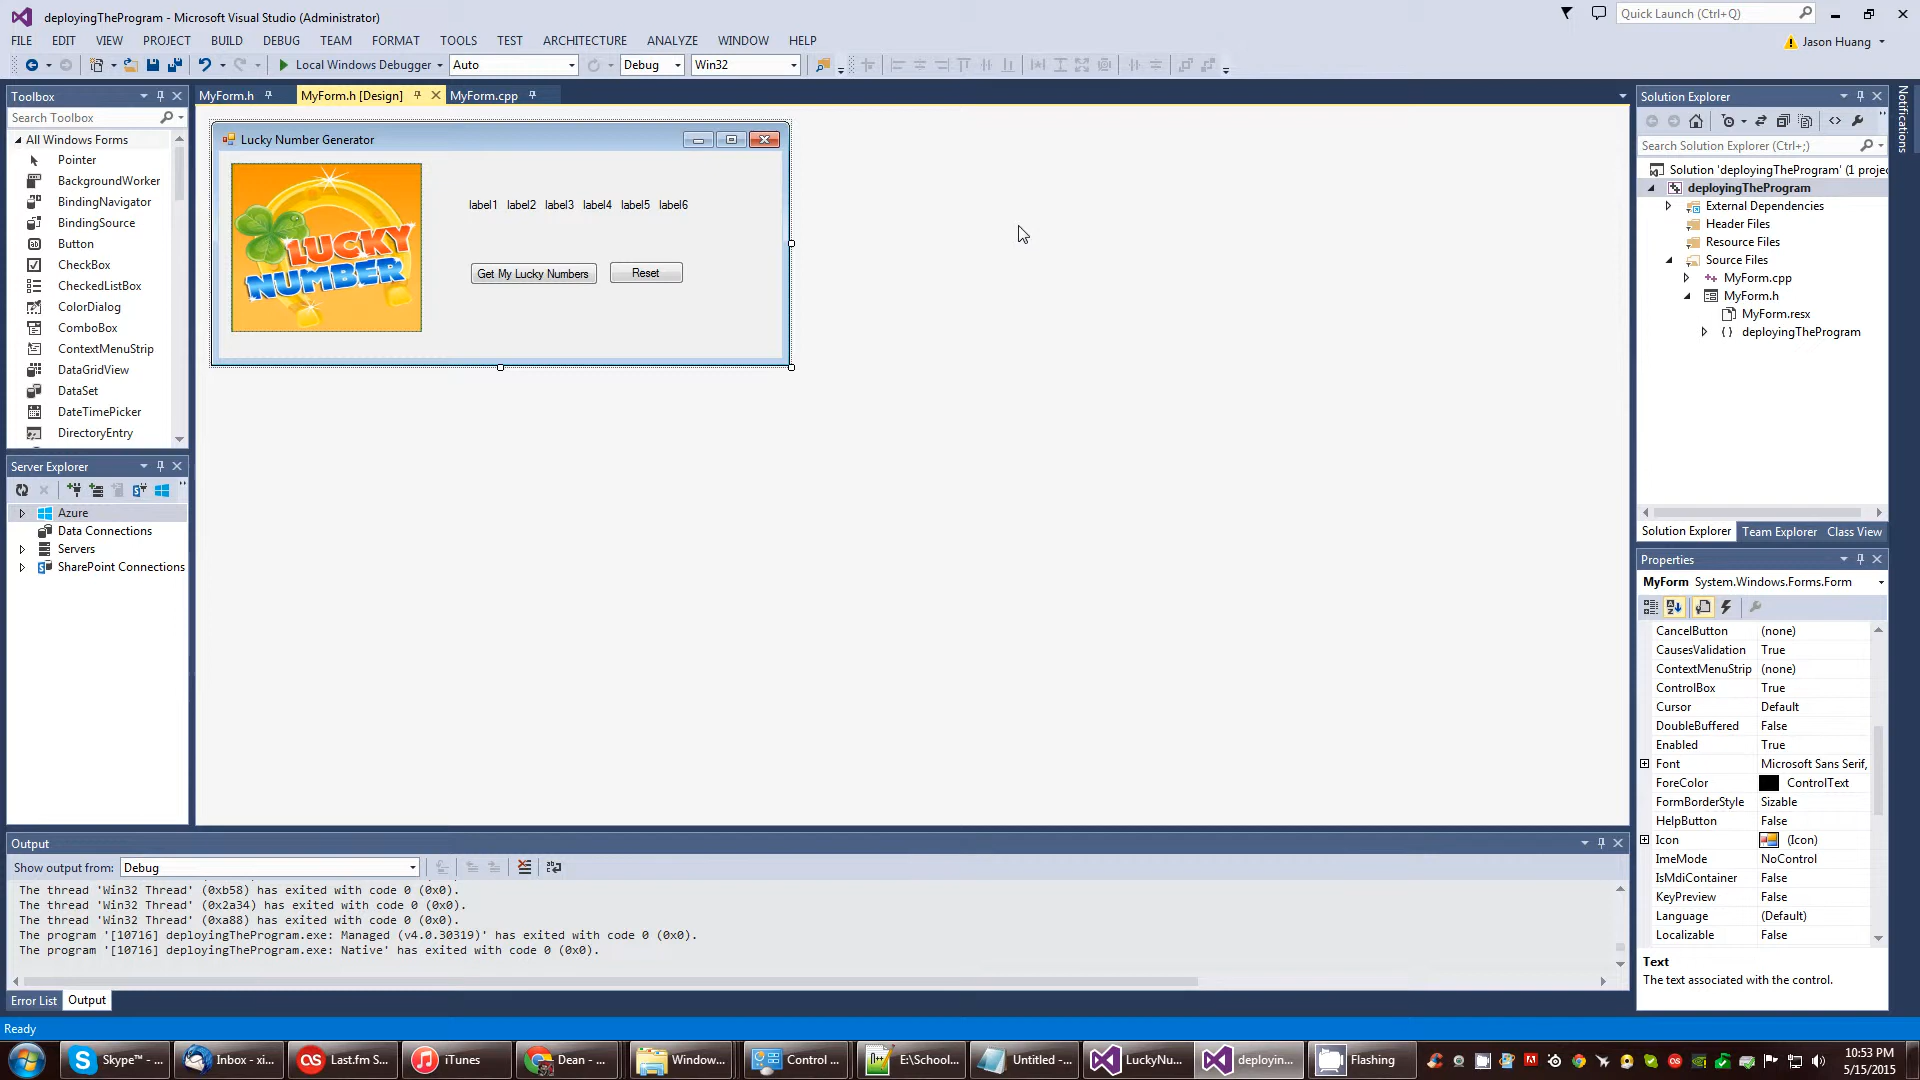 deployingTheProgram - Microsoft Visual Studio (Administrator)
Quick Launch (Ctrl+Q)
FILE EDIT VIEW PROJECT BUILD DEBUG TEAM FORMAT TOOLS TEST ARCHITECTURE ANALYZE WINDOW HELP
Jason Huang
Local Windows Debugger Auto Debug Win32
Toolbox
Search Toolbox
All Windows Forms
Pointer
BackgroundWorker
BindingNavigator
BindingSource
Button
CheckBox
CheckedListBox
ColorDialog
ComboBox
ContextMenuStrip
DataGridView
DataSet
DateTimePicker
DirectoryEntry
Server Explorer
Azure
Data Connections
Servers
SharePoint Connections
MyForm.h MyForm.h [Design] MyForm.cpp
Lucky Number Generator
LUCKY
NUMBER
label1 label2 label3 label4 label5 label6
Get My Lucky Numbers Reset
Solution Explorer
Search Solution Explorer (Ctrl+;)
Solution 'deployingTheProgram' (1 projec
deployingTheProgram
External Dependencies
Header Files
Resource Files
Source Files
MyForm.cpp
MyForm.h
MyForm.resx
deployingTheProgram
Solution Explorer Team Explorer Class View
Notifications
Properties
MyForm System.Windows.Forms.Form
CancelButton (none)
CausesValidation True
ContextMenuStrip (none)
ControlBox True
Cursor Default
DoubleBuffered False
Enabled True
Font Microsoft Sans Serif,
ForeColor ControlText
FormBorderStyle Sizable
HelpButton False
Icon (Icon)
ImeMode NoControl
IsMdiContainer False
KeyPreview False
Language (Default)
Localizable False
Text
The text associated with the control.
Output
Show output from: Debug
The thread 'Win32 Thread' (0xb58) has exited with code 0 (0x0).
The thread 'Win32 Thread' (0x2a34) has exited with code 0 (0x0).
The thread 'Win32 Thread' (0xa88) has exited with code 0 (0x0).
The program '[10716] deployingTheProgram.exe: Managed (v4.0.30319)' has exited with code 0 (0x0).
The program '[10716] deployingTheProgram.exe: Native' has exited with code 0 (0x0).
Error List Output
Ready
Skype™ - ... Inbox - xi... Last.fm S... iTunes Dean - ... Window... Control ... E:\School... Untitled -... LuckyNu... deployin... Flashing
10:53 PM
5/15/2015